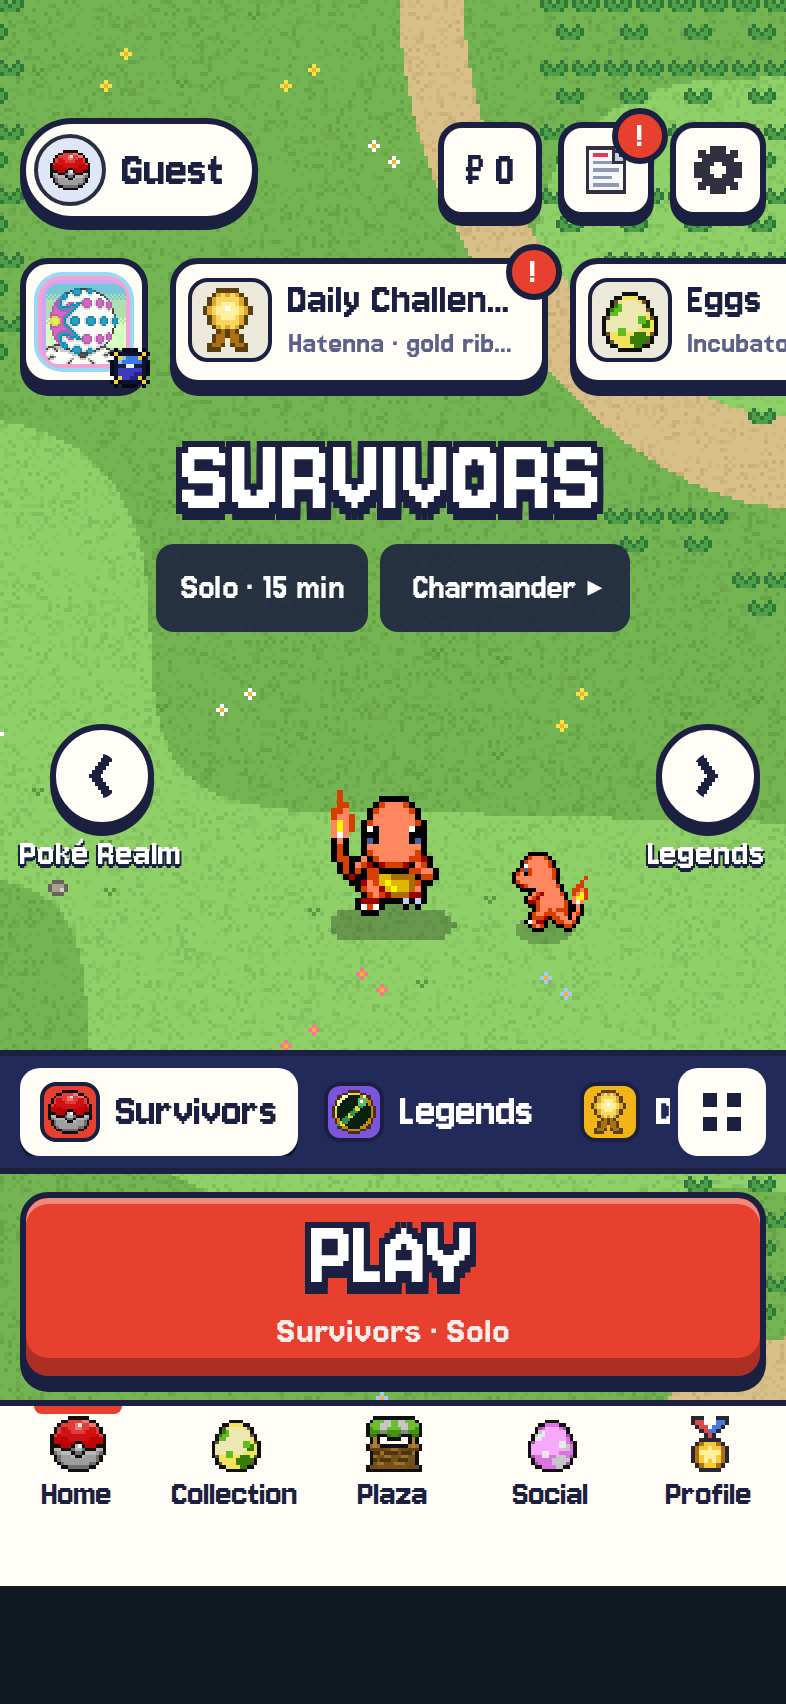 Guest
₽ 0
!
Daily Challen...
Hatenna · gold rib...
!
Eggs
Incubato
SURVIVORS
Solo · 15 min
Charmander ▸
Poké Realm
Legends
Survivors
Legends
PLAY
Survivors · Solo
Home
Collection
Plaza
Social
Profile